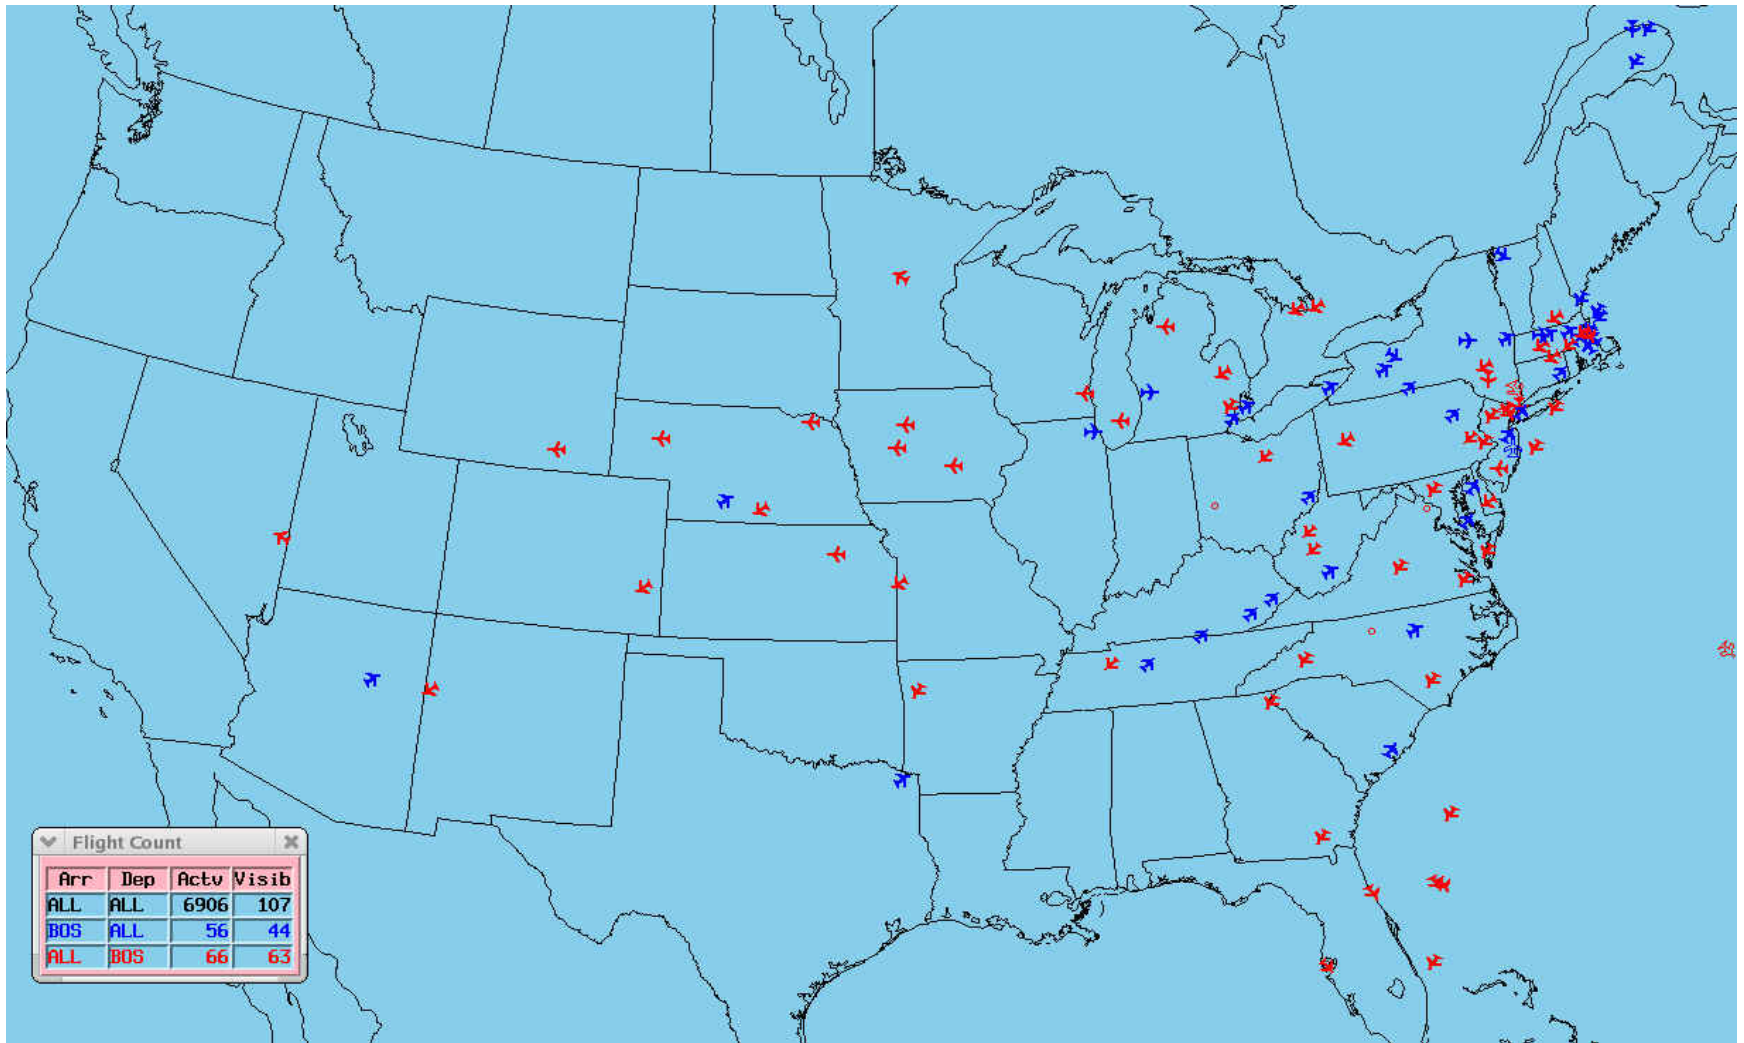 Flight Count
Arr Dep Actv Visib
ALL ALL 6906 107
BOS ALL 56 44
ALL BOS 66 63